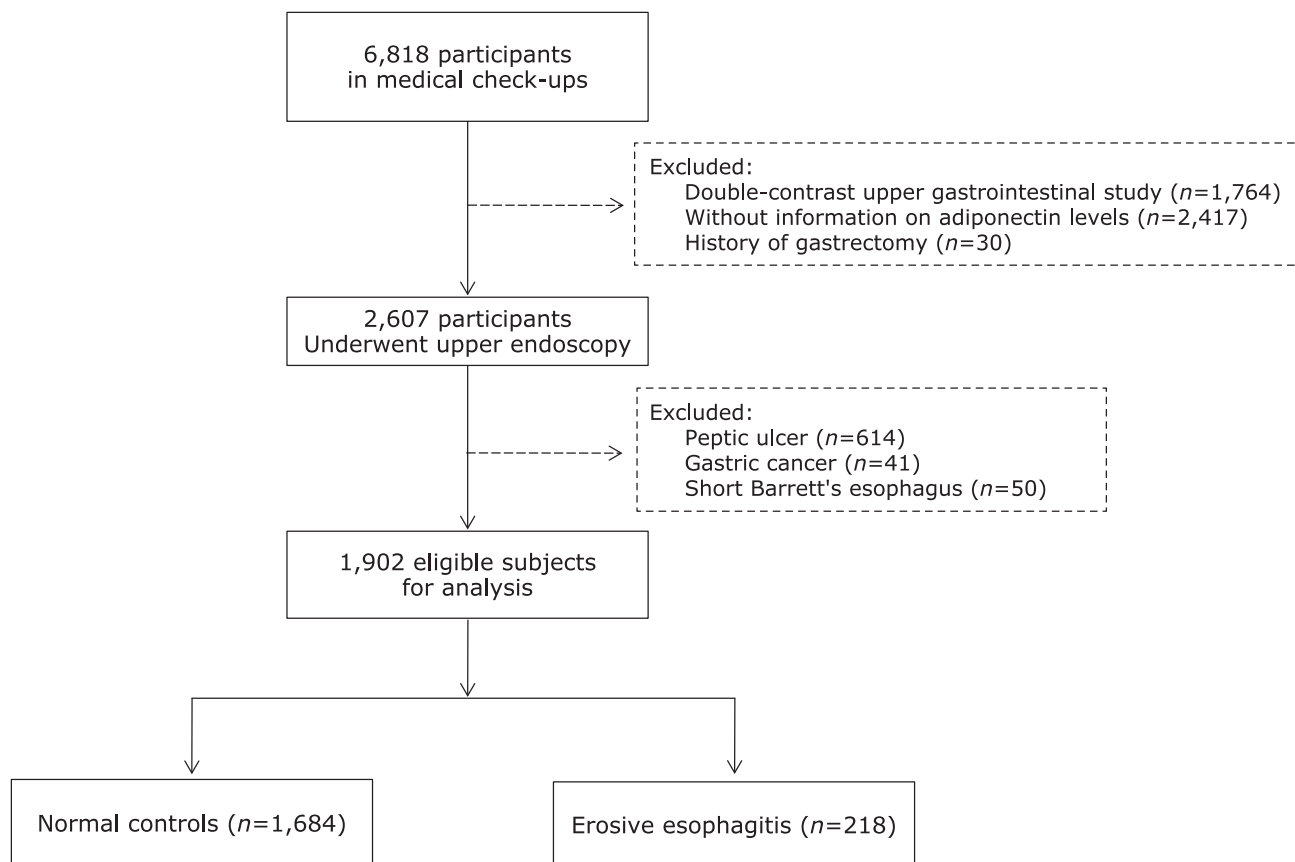 6,818 participants
in medical check-ups
Excluded:
Double-contrast upper gastrointestinal study (n=1,764)
Without information on adiponectin levels (n=2,417)
History of gastrectomy (n=30)
2,607 participants
Underwent upper endoscopy
Excluded:
Peptic ulcer (n=614)
Gastric cancer (n=41)
Short Barrett's esophagus (n=50)
1,902 eligible subjects
for analysis
Normal controls (n=1,684)
Erosive esophagitis (n=218)